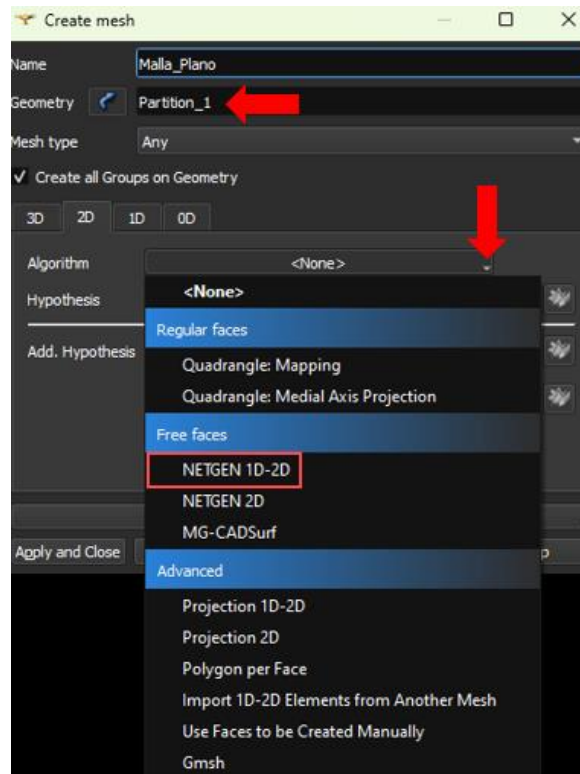 Create mesh
Name Malla_Plano
Geometry Partition_1
Mesh type Any
Create all Groups on Geometry
3D 2D 1D 0D
Algorithm <None>
Hypothesis
Add. Hypothesis
<None>
Regular faces
Quadrangle: Mapping
Quadrangle: Medial Axis Projection
Free faces
NETGEN 1D-2D
NETGEN 2D
MG-CADSurf
Apply and Close
Advanced
Projection 1D-2D
Projection 2D
Polygon per Face
Import 1D-2D Elements from Another Mesh
Use Faces to be Created Manually
Gmsh